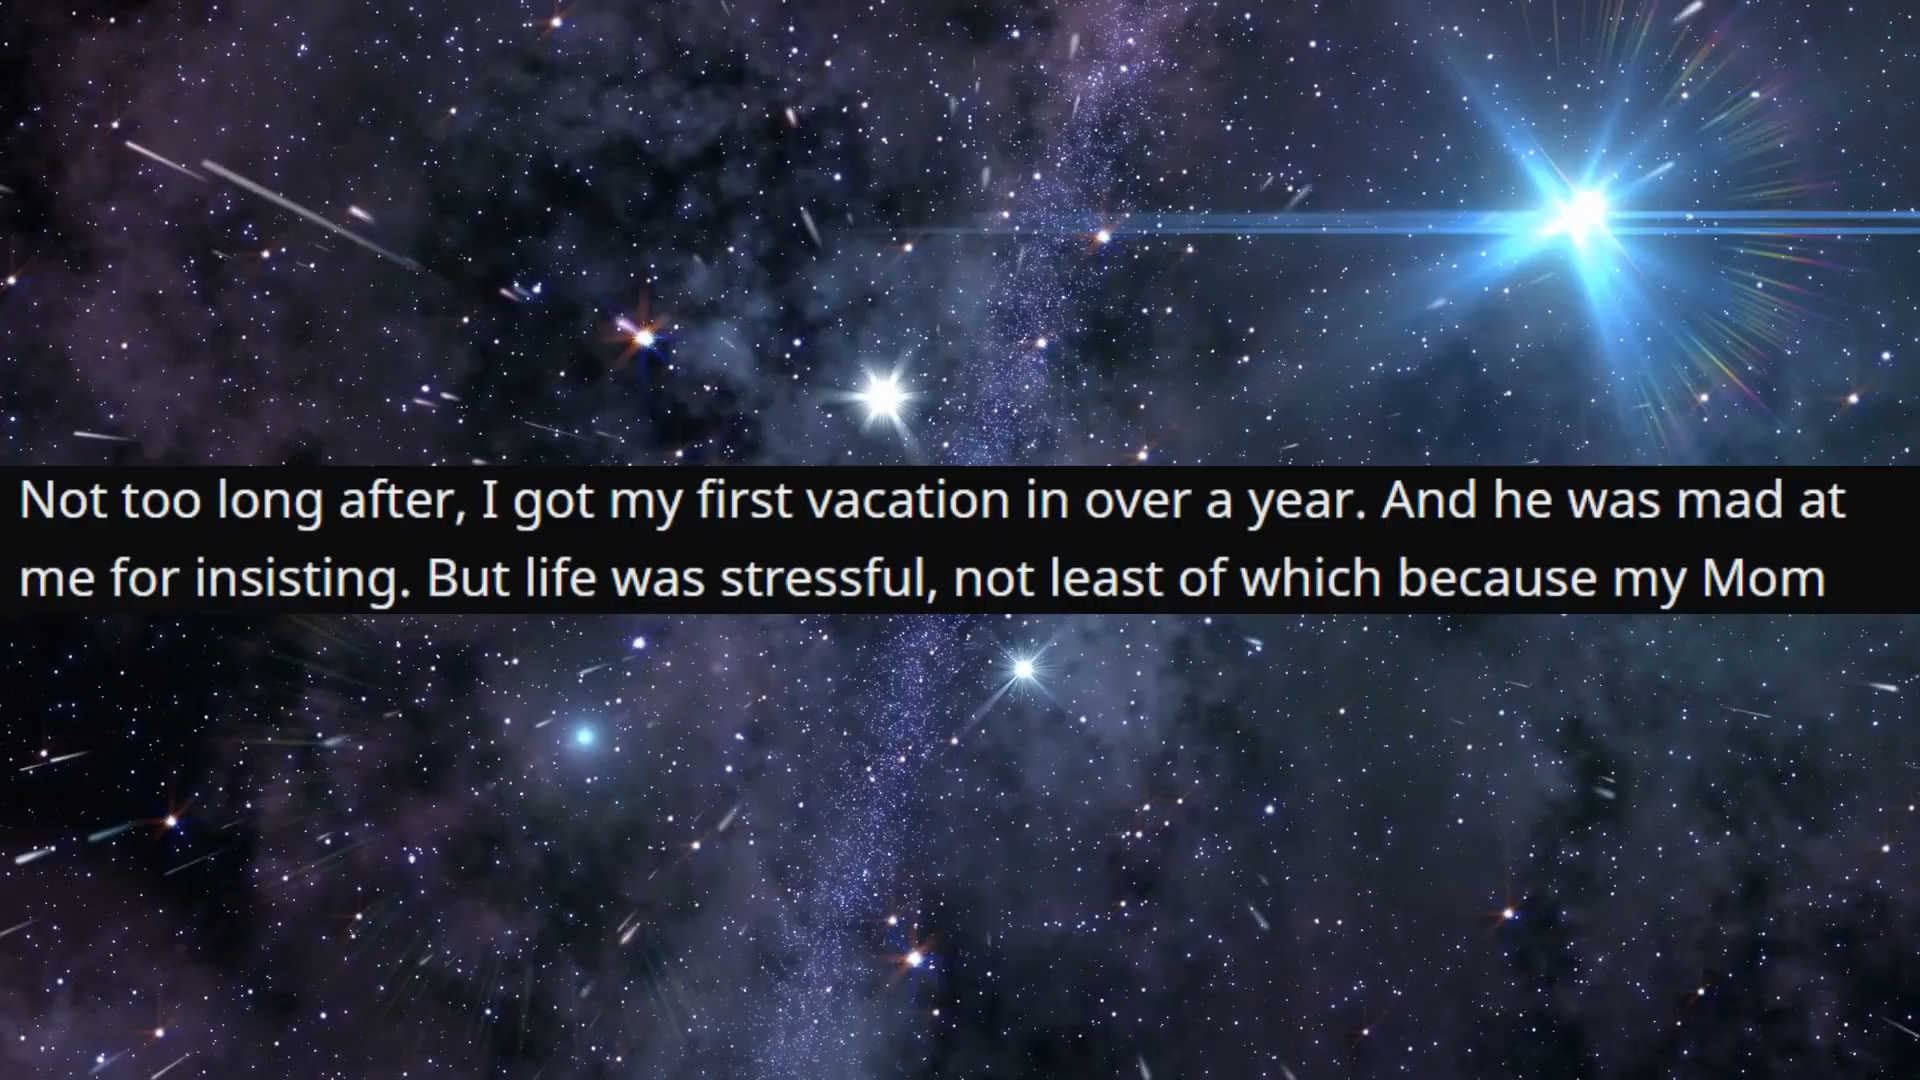 Not too long after, I got my first vacation in over a year. And he was mad at
me for insisting. But life was stressful, not least of which because my Mom